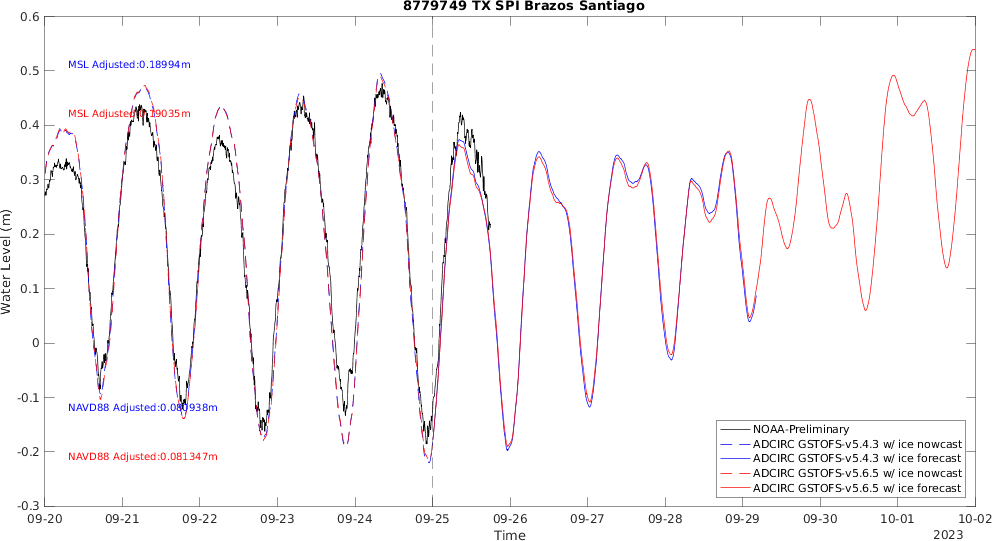 8779749 TX SPI Brazos Santiago
0.6
0.5
0.4
0.3
0.2
0.1
0
-0.1
-0.2
-0.3
Water Level (m)
MSL Adjusted:0.18994m
MSL Adjusted:0.19035m
NAVD88 Adjusted:0.080938m
NAVD88 Adjusted:0.081347m
NOAA-Preliminary
ADCIRC GSTOFS-v5.4.3 w/ ice nowcast
ADCIRC GSTOFS-v5.4.3 w/ ice forecast
ADCIRC GSTOFS-v5.6.5 w/ ice nowcast
ADCIRC GSTOFS-v5.6.5 w/ ice forecast
09-20 09-21 09-22 09-23 09-24 09-25 09-26 09-27 09-28 09-29 09-30 10-01 10-02
Time
2023